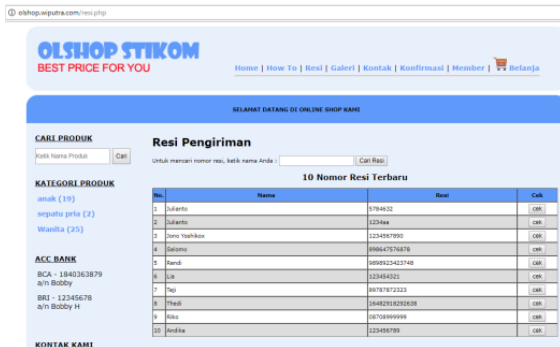 olshop.wiputra.com/resi.php
OLSHOP STIKOM
BEST PRICE FOR YOU
Home | How To | Resi | Galeri | Kontak | Konfirmasi | Member | Belanja
SELAMAT DATANG DI ONLINE SHOP KAMI
CARI PRODUK
Ketik Nama Produk Cari
KATEGORI PRODUK
anak (19)
sepatu pria (2)
Wanita (25)
ACC BANK
BCA - 1840363879
a/n Bobby
BRI - 12345678
a/n Bobby H
KONTAK KAMI
Resi Pengiriman
Untuk mencari nomor resi, ketik nama Anda : Cari Resi
10 Nomor Resi Terbaru
No. Nama Resi Cek
1 Julianto 5784632 cek
2 Julianto 1234aa cek
3 Jono Yoshikox 1234567890 cek
4 Salomo 898647576878 cek
5 Randi 9898923423748 cek
6 Lia 123454321 cek
7 Teji 89787872323 cek
8 Thedi 16482918292638 cek
9 Riko 08708999999 cek
10 Andika 123456789 cek